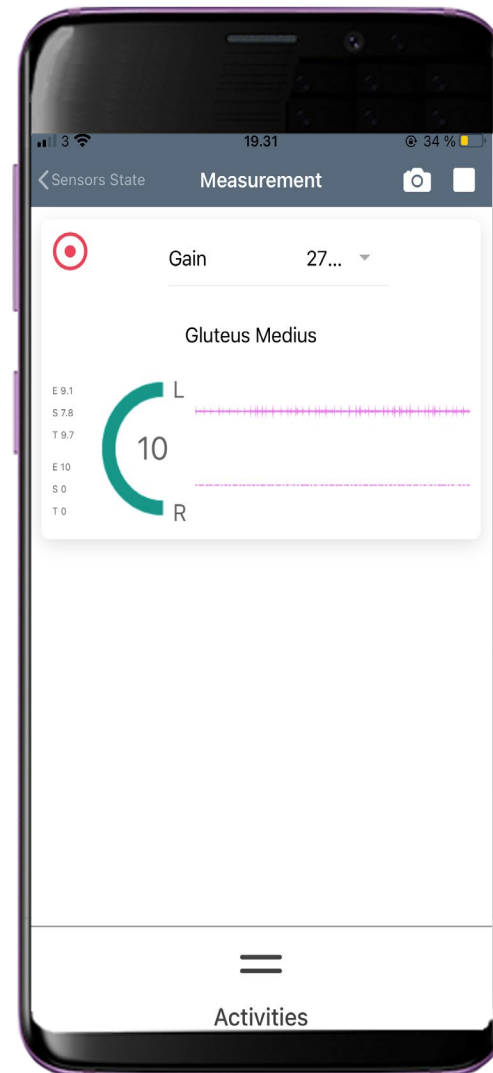 3 19.31 34 %
Sensors State Measurement
Gain 27...
Gluteus Medius
E 9.1
S 7.8
T 9.7
E 10
S 0
T 0
L
10
R
Activities